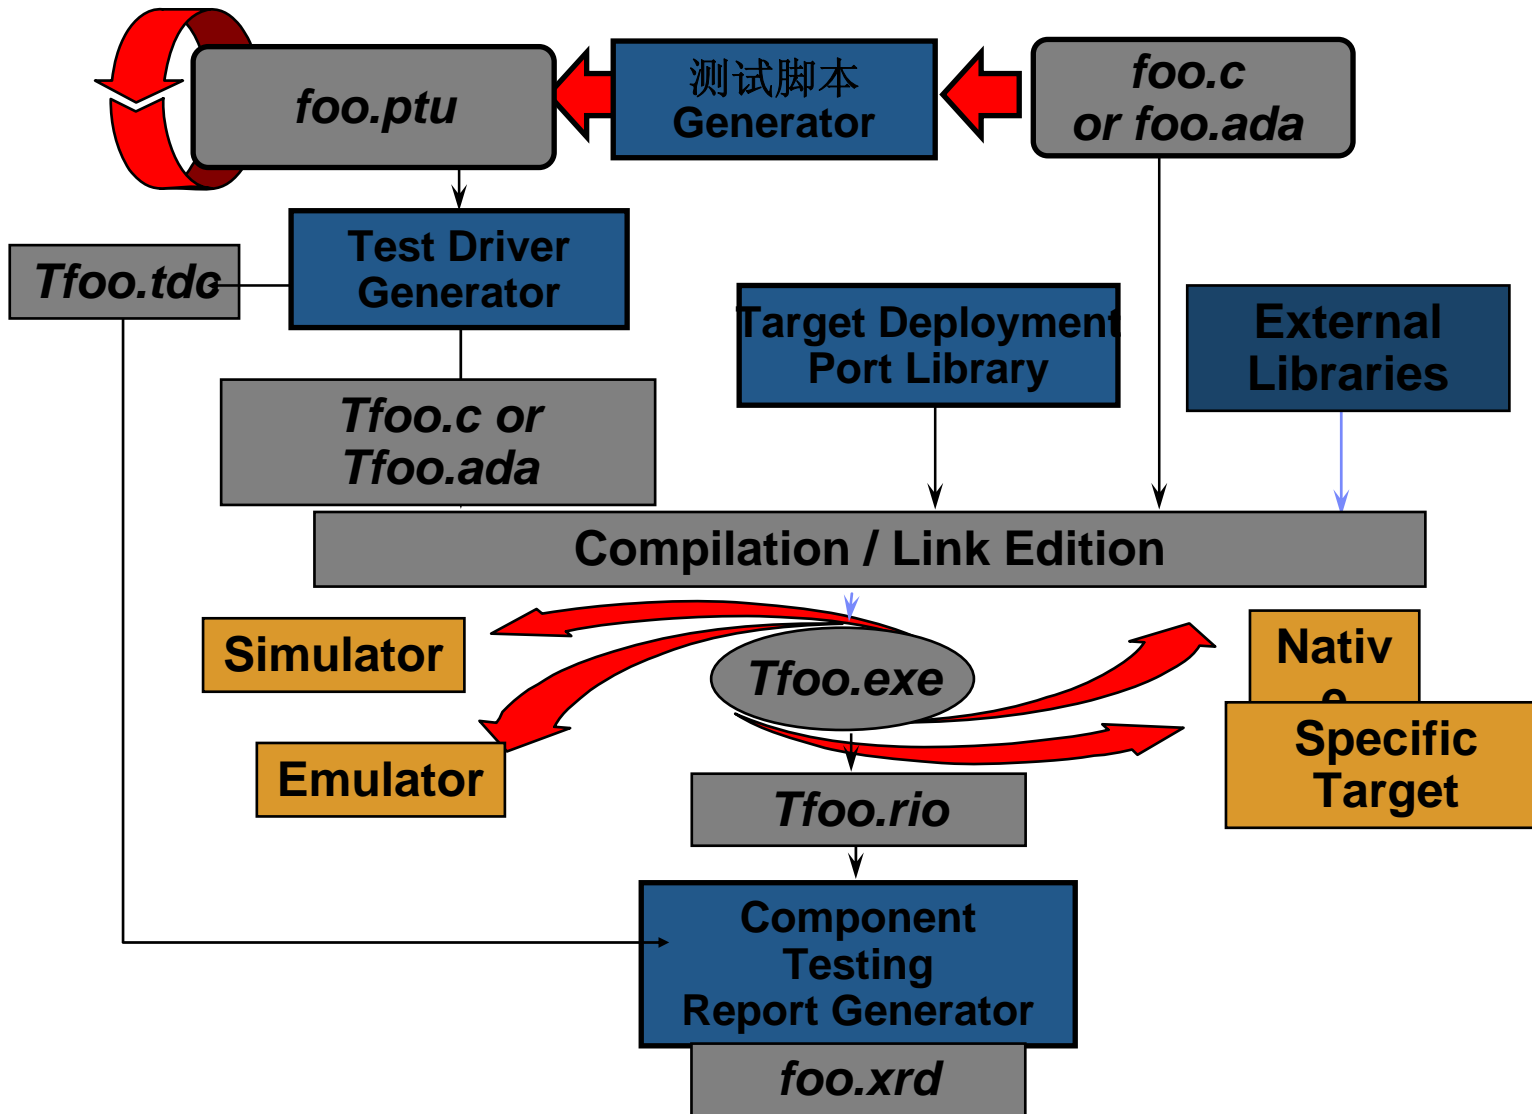 foo.ptu
测试脚本
Generator
foo.c
or foo.ada
Tfoo.tdc
Test Driver
Generator
Target Deployment
Port Library
External
Libraries
Tfoo.c or
Tfoo.ada
Compilation / Link Edition
Simulator
Emulator
Tfoo.exe
Nativ
e
Specific
Target
Tfoo.rio
Component
Testing
Report Generator
foo.xrd